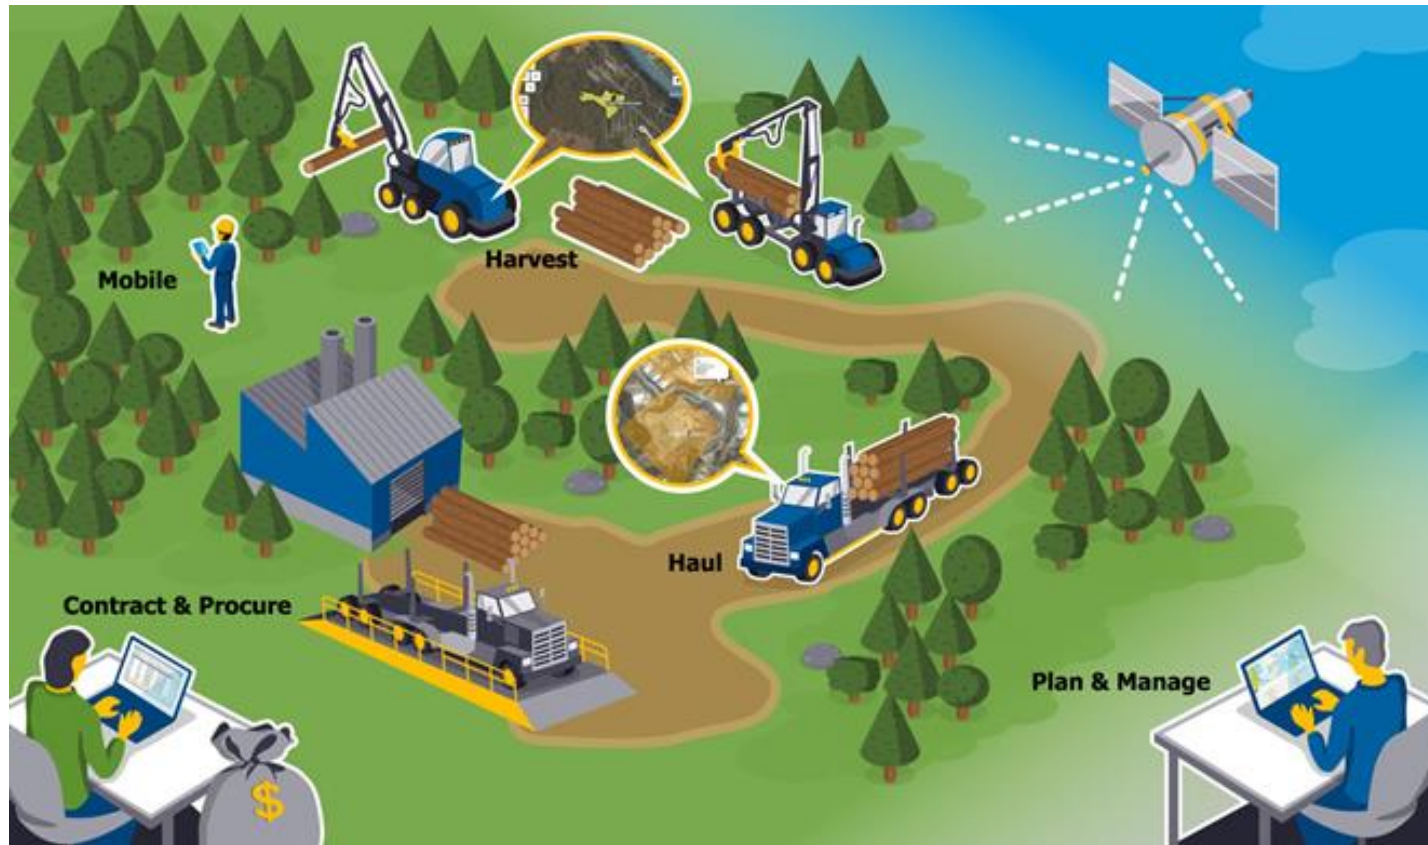 Harvest
Mobile
Haul
Contract & Procure
Plan & Manage
$